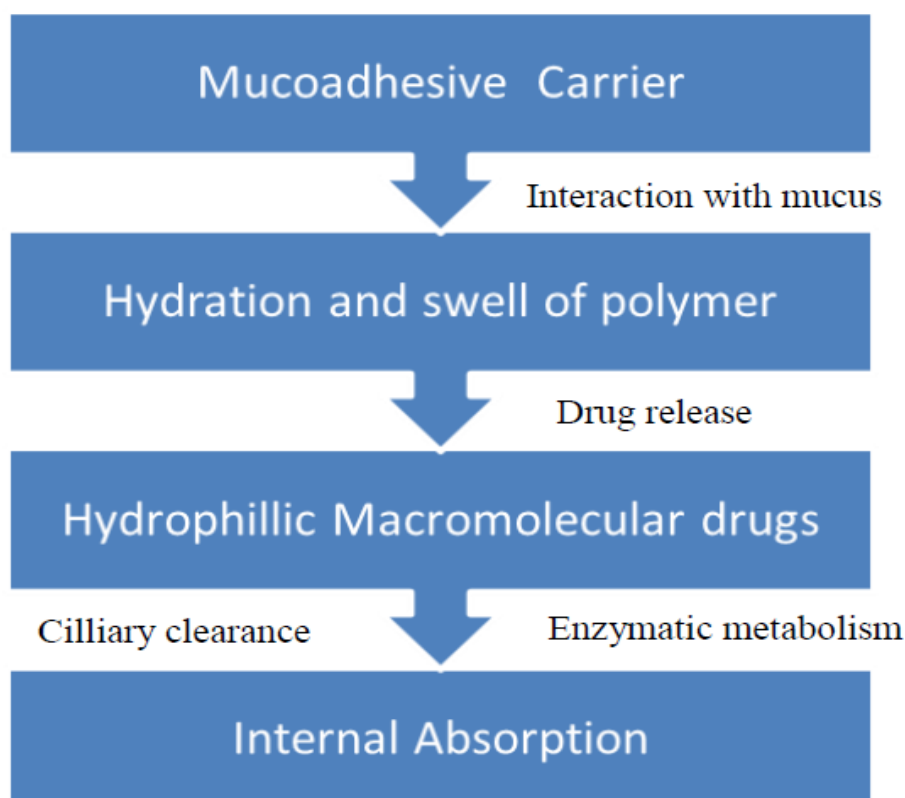 Mucoadhesive Carrier
Interaction with mucus
Hydration and swell of polymer
Drug release
Hydrophillic Macromolecular drugs
Cilliary clearance
Enzymatic metabolism
Internal Absorption